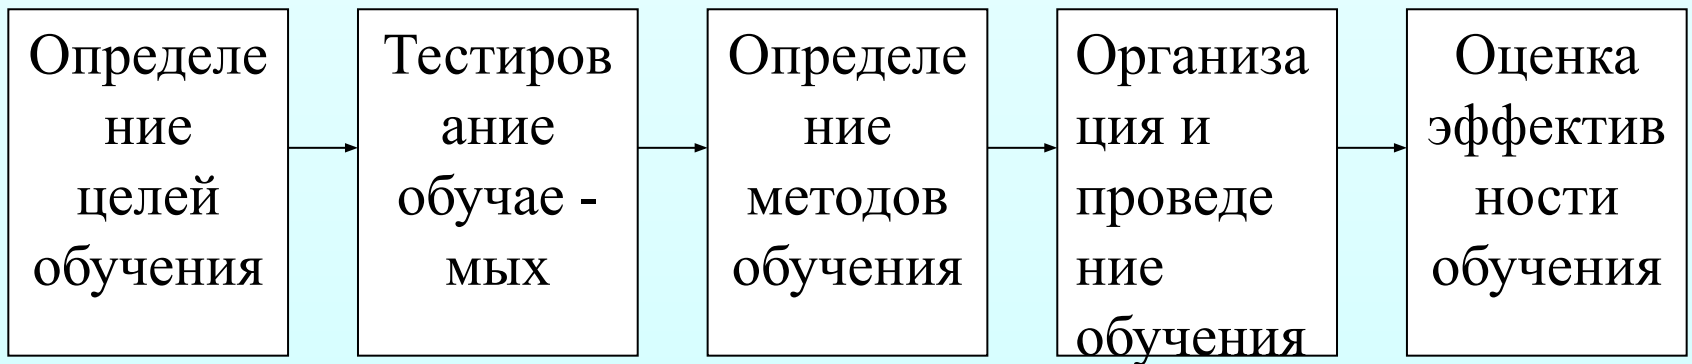 Определе
ние
целей
обучения
Тестиров
ание
обучае -
мых
Определе
ние
методов
обучения
Организа
ция и
проведе
ние
обучения
Оценка
эффектив
ности
обучения